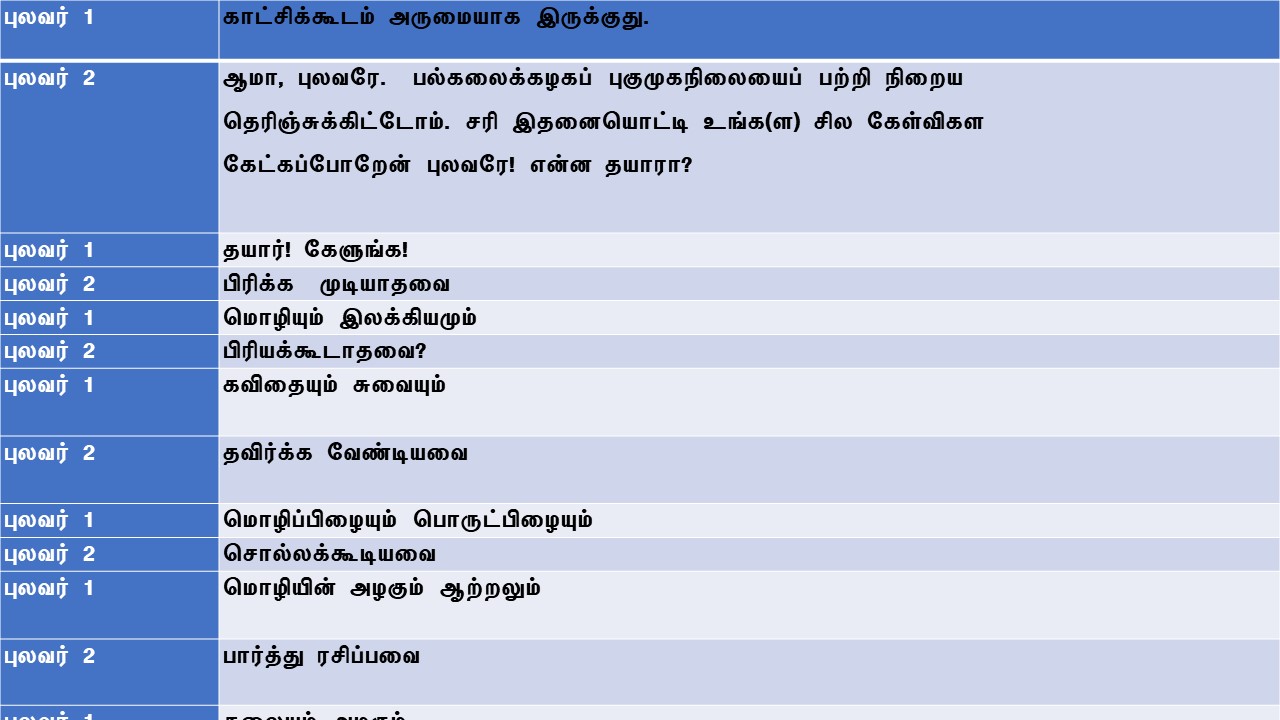 புலவர் 1 காட்சிக்கூடம் அருமையாக இருக்குது.
புலவர் 2 ஆமா, புலவரே. பல்கலைக்கழகப் புகுமுகநிலையைப் பற்றி நிறைய
தெரிஞ்சுக்கிட்டோம். சரி இதனையொட்டி உங்க(ள) சில கேள்விகள
கேட்கப்போறேன் புலவரே! என்ன தயாரா?
புலவர் 1 தயார்! கேளுங்க!
புலவர் 2 பிரிக்க முடியாதவை
புலவர் 1 மொழியும் இலக்கியமும்
புலவர் 2 பிரியக்கூடாதவை?
புலவர் 1 கவிதையும் சுவையும்
புலவர் 2 தவிர்க்க வேண்டியவை
புலவர் 1 மொழிப்பிழையும் பொருட்பிழையும்
புலவர் 2 சொல்லக்கூடியவை
புலவர் 1 மொழியின் அழகும் ஆற்றலும்
புலவர் 2 பார்த்து ரசிப்பவை
புலவர் 1